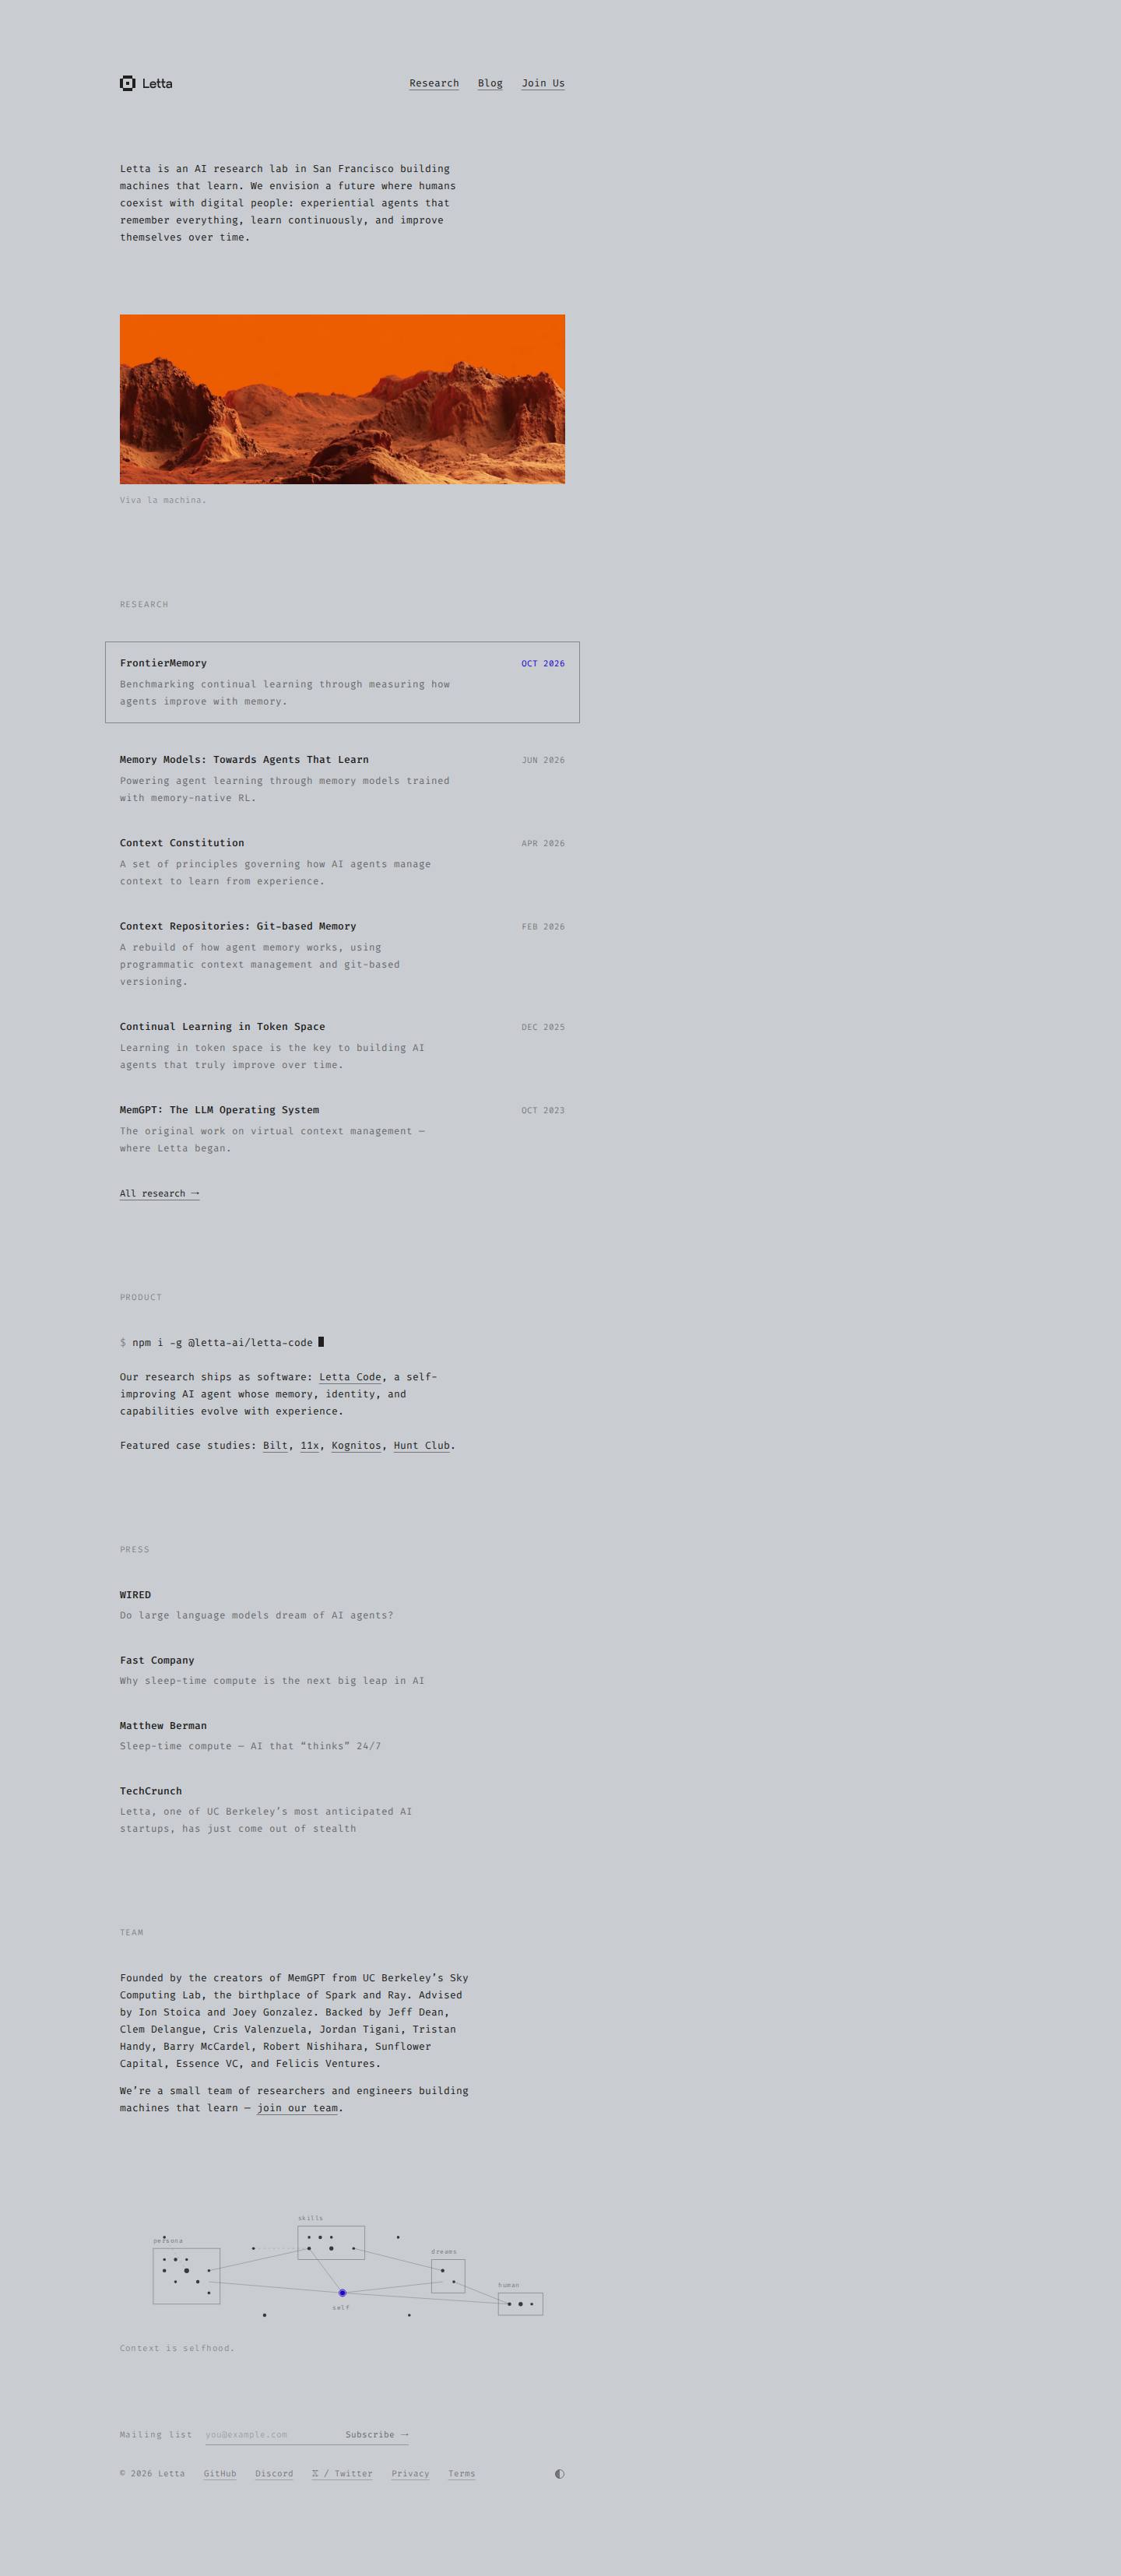 Letta
Research Blog Join Us
Letta is an AI research lab in San Francisco building
machines that learn. We envision a future where humans
coexist with digital people: experiential agents that
remember everything, learn continuously, and improve
themselves over time.
Viva la machina.
RESEARCH
FrontierMemory OCT 2026
Benchmarking continual learning through measuring how
agents improve with memory.
Memory Models: Towards Agents That Learn JUN 2026
Powering agent learning through memory models trained
with memory-native RL.
Context Constitution APR 2026
A set of principles governing how AI agents manage
context to learn from experience.
Context Repositories: Git-based Memory FEB 2026
A rebuild of how agent memory works, using
programmatic context management and git-based
versioning.
Continual Learning in Token Space DEC 2025
Learning in token space is the key to building AI
agents that truly improve over time.
MemGPT: The LLM Operating System OCT 2023
The original work on virtual context management —
where Letta began.
All research →
PRODUCT
$ npm i -g @letta-ai/letta-code
Our research ships as software: Letta Code, a self-
improving AI agent whose memory, identity, and
capabilities evolve with experience.
Featured case studies: Bilt, 11x, Kognitos, Hunt Club.
PRESS
WIRED
Do large language models dream of AI agents?
Fast Company
Why sleep-time compute is the next big leap in AI
Matthew Berman
Sleep-time compute — AI that “thinks” 24/7
TechCrunch
Letta, one of UC Berkeley’s most anticipated AI
startups, has just come out of stealth
TEAM
Founded by the creators of MemGPT from UC Berkeley’s Sky
Computing Lab, the birthplace of Spark and Ray. Advised
by Ion Stoica and Joey Gonzalez. Backed by Jeff Dean,
Clem Delangue, Cris Valenzuela, Jordan Tigani, Tristan
Handy, Barry McCardel, Robert Nishihara, Sunflower
Capital, Essence VC, and Felicis Ventures.
We’re a small team of researchers and engineers building
machines that learn — join our team.
skills
persona
dreams
human
self
Context is selfhood.
Mailing list you@example.com Subscribe →
© 2026 Letta GitHub Discord 𝕏 / Twitter Privacy Terms